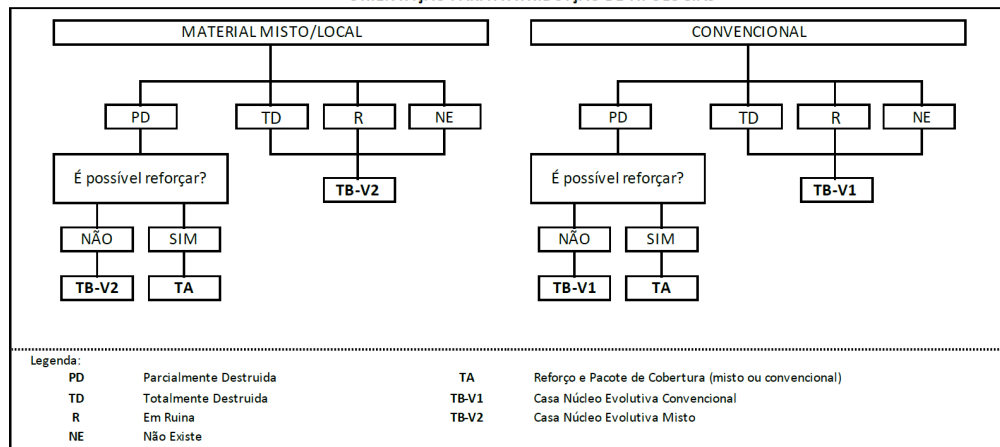 MATERIAL MISTO/LOCAL
CONVENCIONAL
PD
TD
R
NE
PD
TD
R
NE
É possível reforçar?
TB-V2
É possível reforçar?
TB-V1
NÃO
SIM
NÃO
SIM
TB-V2
TA
TB-V1
TA
Legenda:
PD Parcialmente Destruida
TA Reforço e Pacote de Cobertura (misto ou convencional)
TD Totalmente Destruida
TB-V1 Casa Núcleo Evolutiva Convencional
R Em Ruina
TB-V2 Casa Núcleo Evolutiva Misto
NE Não Existe